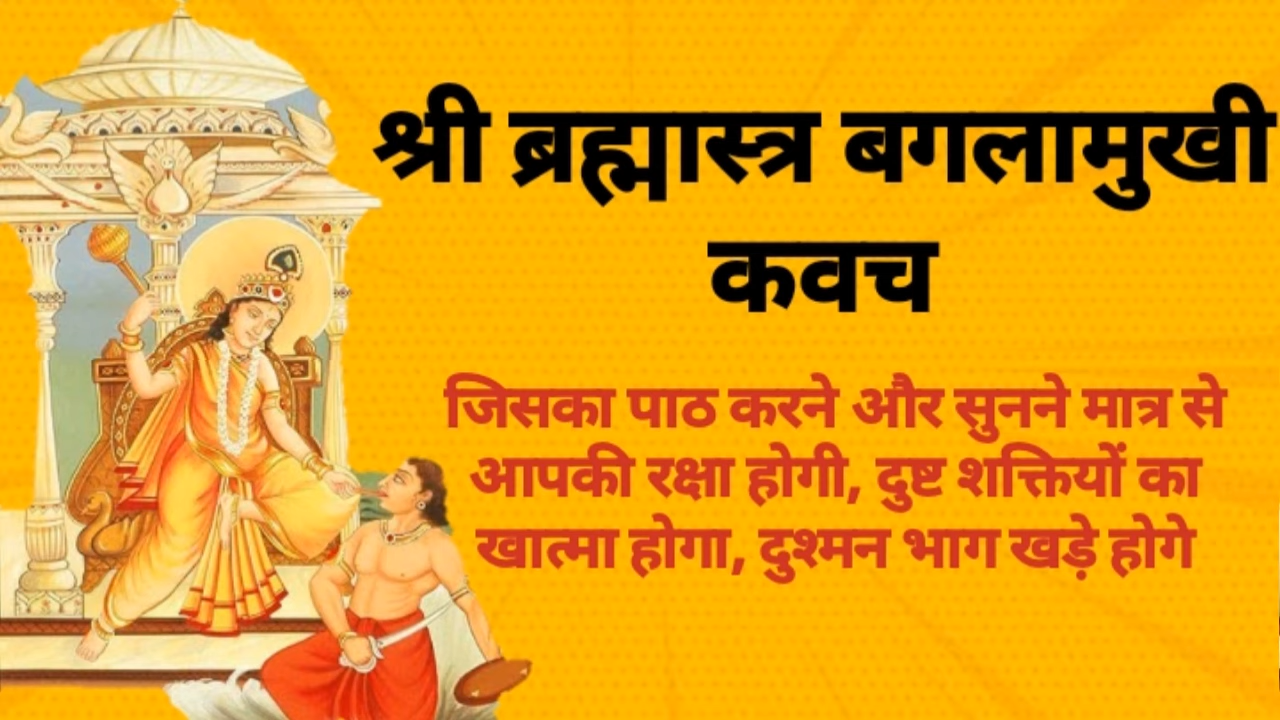 श्री ब्रह्मास्त्र बगलामुखी
कवच
जिसका पाठ करने और सुनने मात्र से
आपकी रक्षा होगी, दुष्ट शक्तियों का
खात्मा होगा, दुश्मन भाग खड़े होगे